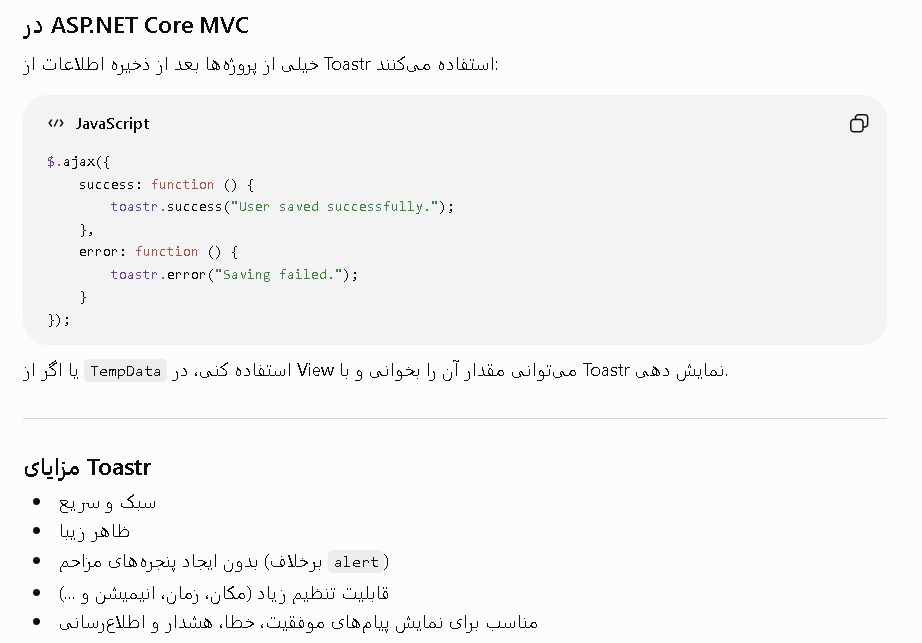 در ASP.NET Core MVC
خیلی از پروژه‌ها بعد از ذخیره اطلاعات از Toastr استفاده می‌کنند:
JavaScript
$.ajax({
    success: function () {
        toastr.success("User saved successfully.");
    },
    error: function () {
        toastr.error("Saving failed.");
    }
});
یا اگر از TempData استفاده کنی، در View می‌توانی مقدار آن را بخوانی و با Toastr نمایش دهی.
مزایای Toastr
• سبک و سریع
• ظاهر زیبا
• بدون ایجاد پنجره‌های مزاحم (برخلاف alert)
• قابلیت تنظیم زیاد (مکان، زمان، انیمیشن و ...)
• مناسب برای نمایش پیام‌های موفقیت، خطا، هشدار و اطلاع‌رسانی